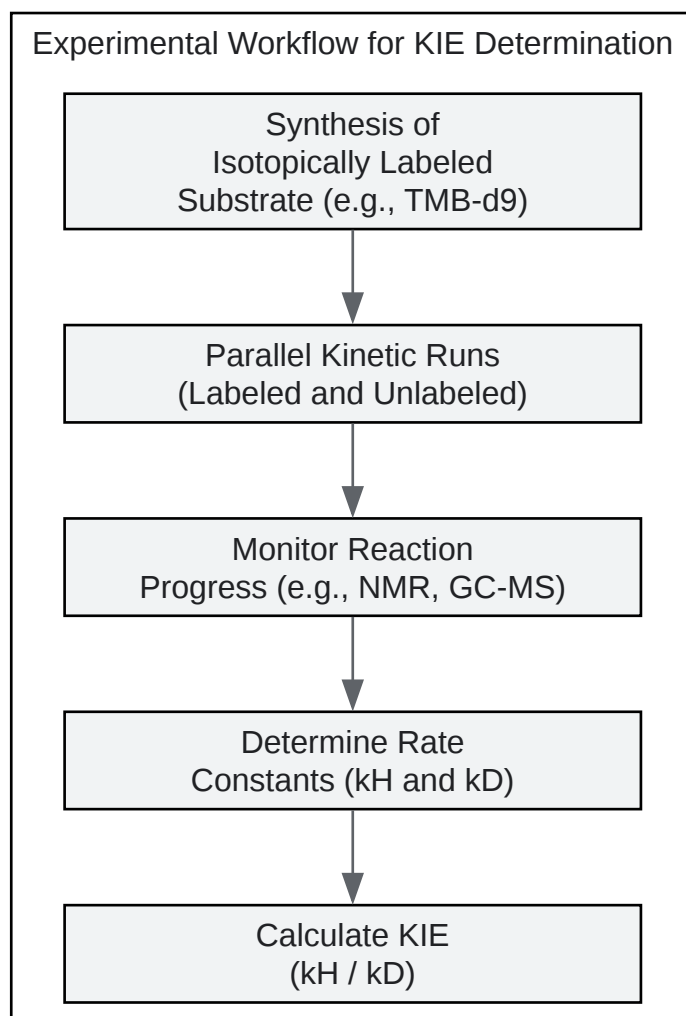 Experimental Workflow for KIE Determination
Synthesis of
Isotopically Labeled
Substrate (e.g., TMB-d9)
Parallel Kinetic Runs
(Labeled and Unlabeled)
Monitor Reaction
Progress (e.g., NMR, GC-MS)
Determine Rate
Constants (kH and kD)
Calculate KIE
(kH / kD)